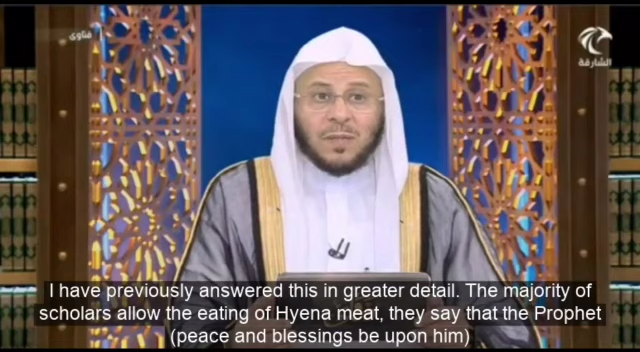 فتاوى
الشارقة
I have previously answered this in greater detail. The majority of
scholars allow the eating of Hyena meat, they say that the Prophet
(peace and blessings be upon him)